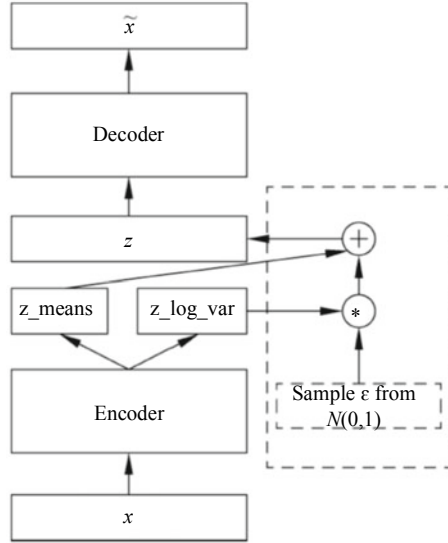 x̃
Decoder
z
+
z_means
z_log_var
*
Sample ε from
N(0,1)
Encoder
x